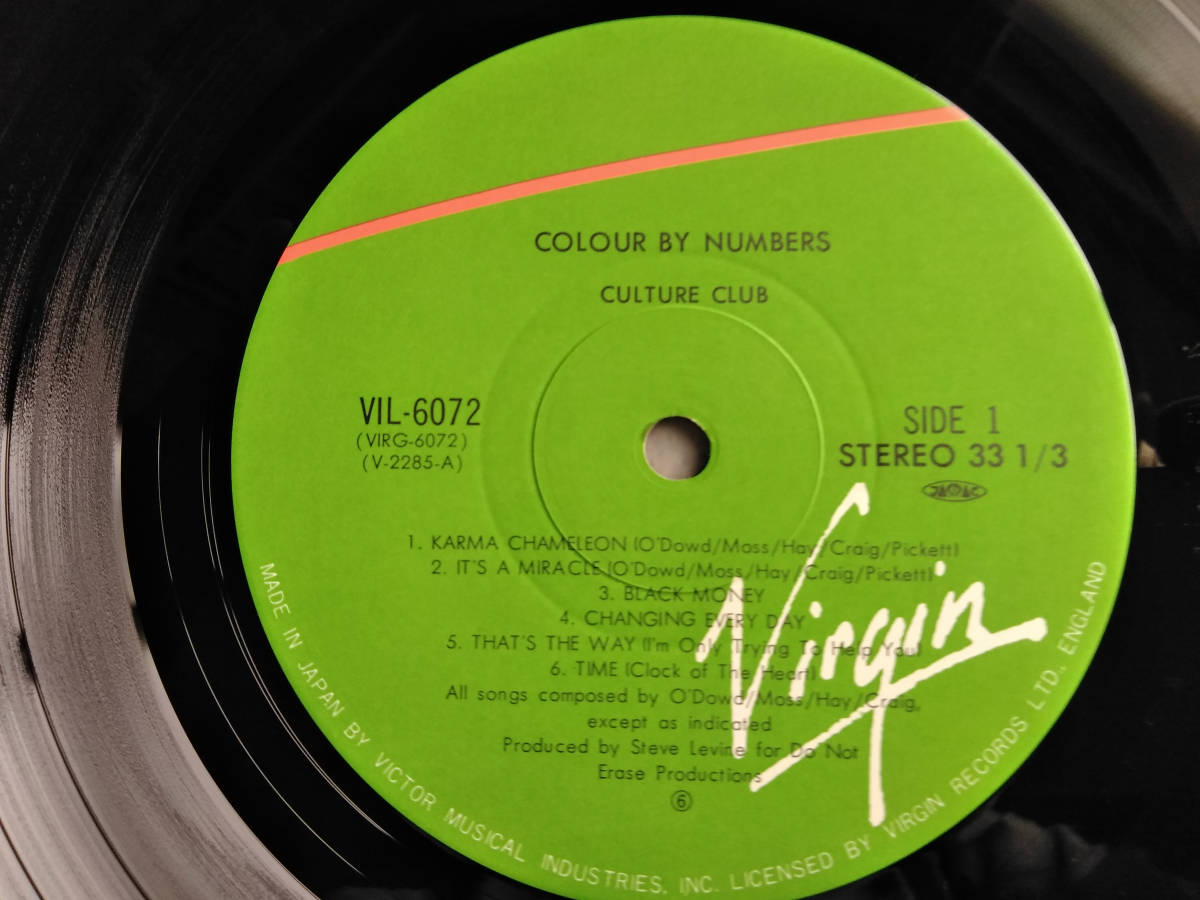 COLOUR BY NUMBERS
CULTURE CLUB
VIL-6072
(VIRG-6072)
(V-2285-A)
SIDE 1
STEREO 33 1/3
JASRAC
1. KARMA CHAMELEON (O'Dowd/Moss/Hay/Craig/Pickett)
2. IT'S A MIRACLE (O'Dowd/Moss/Hay/Craig/Pickett)
3. BLACK MONEY
4. CHANGING EVERY DAY
5. THAT'S THE WAY (I'm Only Trying To Help You)
6. TIME (Clock of The Heart)
All songs composed by O'Dowd/Moss/Hay/Craig,
except as indicated
Produced by Steve Levine for Do Not
Erase Productions
⑥
Virgin
MADE IN JAPAN BY VICTOR MUSICAL INDUSTRIES, INC. LICENSED BY VIRGIN RECORDS LTD., ENGLAND